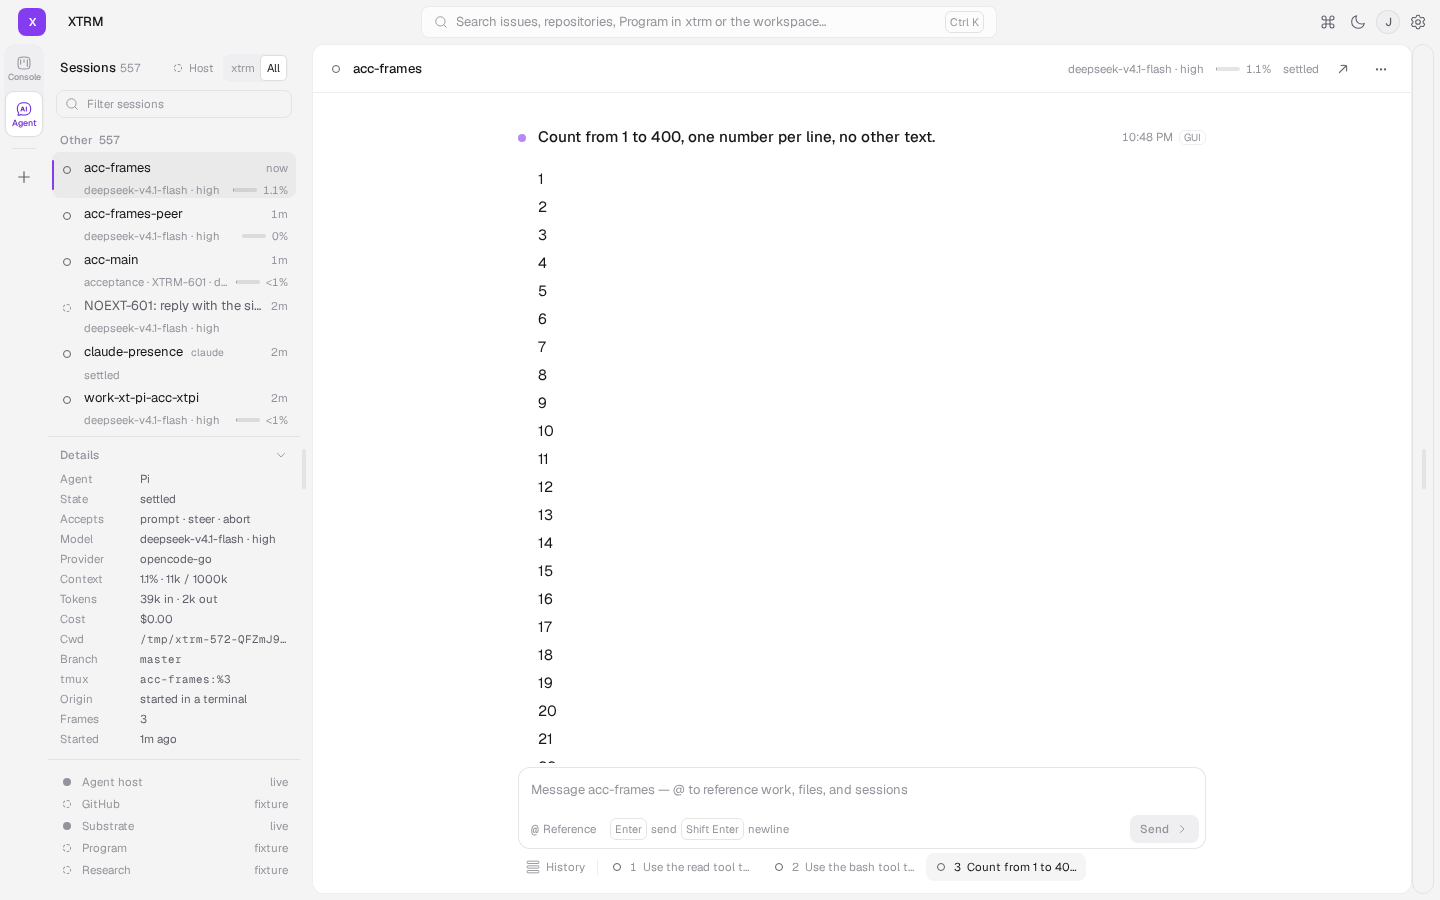 X XTRM Search issues, repositories, Program in xtrm or the workspace... Ctrl K J
Console
Agent
Sessions 557 Host xtrm All
Filter sessions
Other 557
acc-frames now
deepseek-v4.1-flash · high 1.1%
acc-frames-peer 1m
deepseek-v4.1-flash · high 0%
acc-main 1m
acceptance · XTRM-601 · d... <1%
NOEXT-601: reply with the si... 2m
deepseek-v4.1-flash · high
claude-presence claude 2m
settled
work-xt-pi-acc-xtpi 2m
deepseek-v4.1-flash · high <1%
Details
Agent Pi
State settled
Accepts prompt · steer · abort
Model deepseek-v4.1-flash · high
Provider opencode-go
Context 1.1% · 11k / 1000k
Tokens 39k in · 2k out
Cost $0.00
Cwd /tmp/xtrm-572-QFZmJ9...
Branch master
tmux acc-frames:%3
Origin started in a terminal
Frames 3
Started 1m ago
Agent host live
GitHub fixture
Substrate live
Program fixture
Research fixture
acc-frames deepseek-v4.1-flash · high 1.1% settled
Count from 1 to 400, one number per line, no other text. 10:48 PM GUI
1
2
3
4
5
6
7
8
9
10
11
12
13
14
15
16
17
18
19
20
21
Message acc-frames — @ to reference work, files, and sessions
@ Reference Enter send Shift Enter newline Send
History 1 Use the read tool t... 2 Use the bash tool t... 3 Count from 1 to 40...